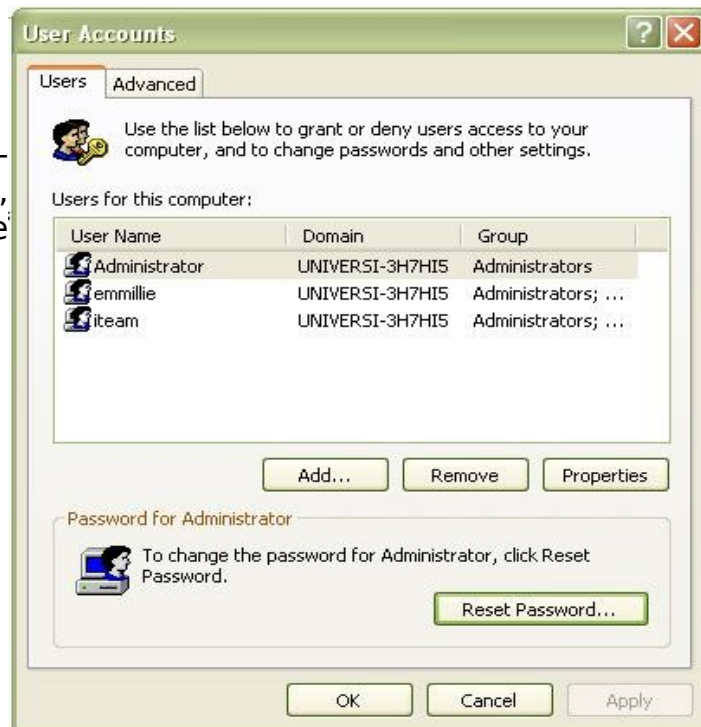 User Accounts
Users Advanced
Use the list below to grant or deny users access to your
computer, and to change passwords and other settings.
Users for this computer:
User Name Domain Group
Administrator UNIVERSI-3H7HI5 Administrators
emmillie UNIVERSI-3H7HI5 Administrators; ...
iteam UNIVERSI-3H7HI5 Administrators; ...
Add... Remove Properties
Password for Administrator
To change the password for Administrator, click Reset
Password.
Reset Password...
OK Cancel Apply